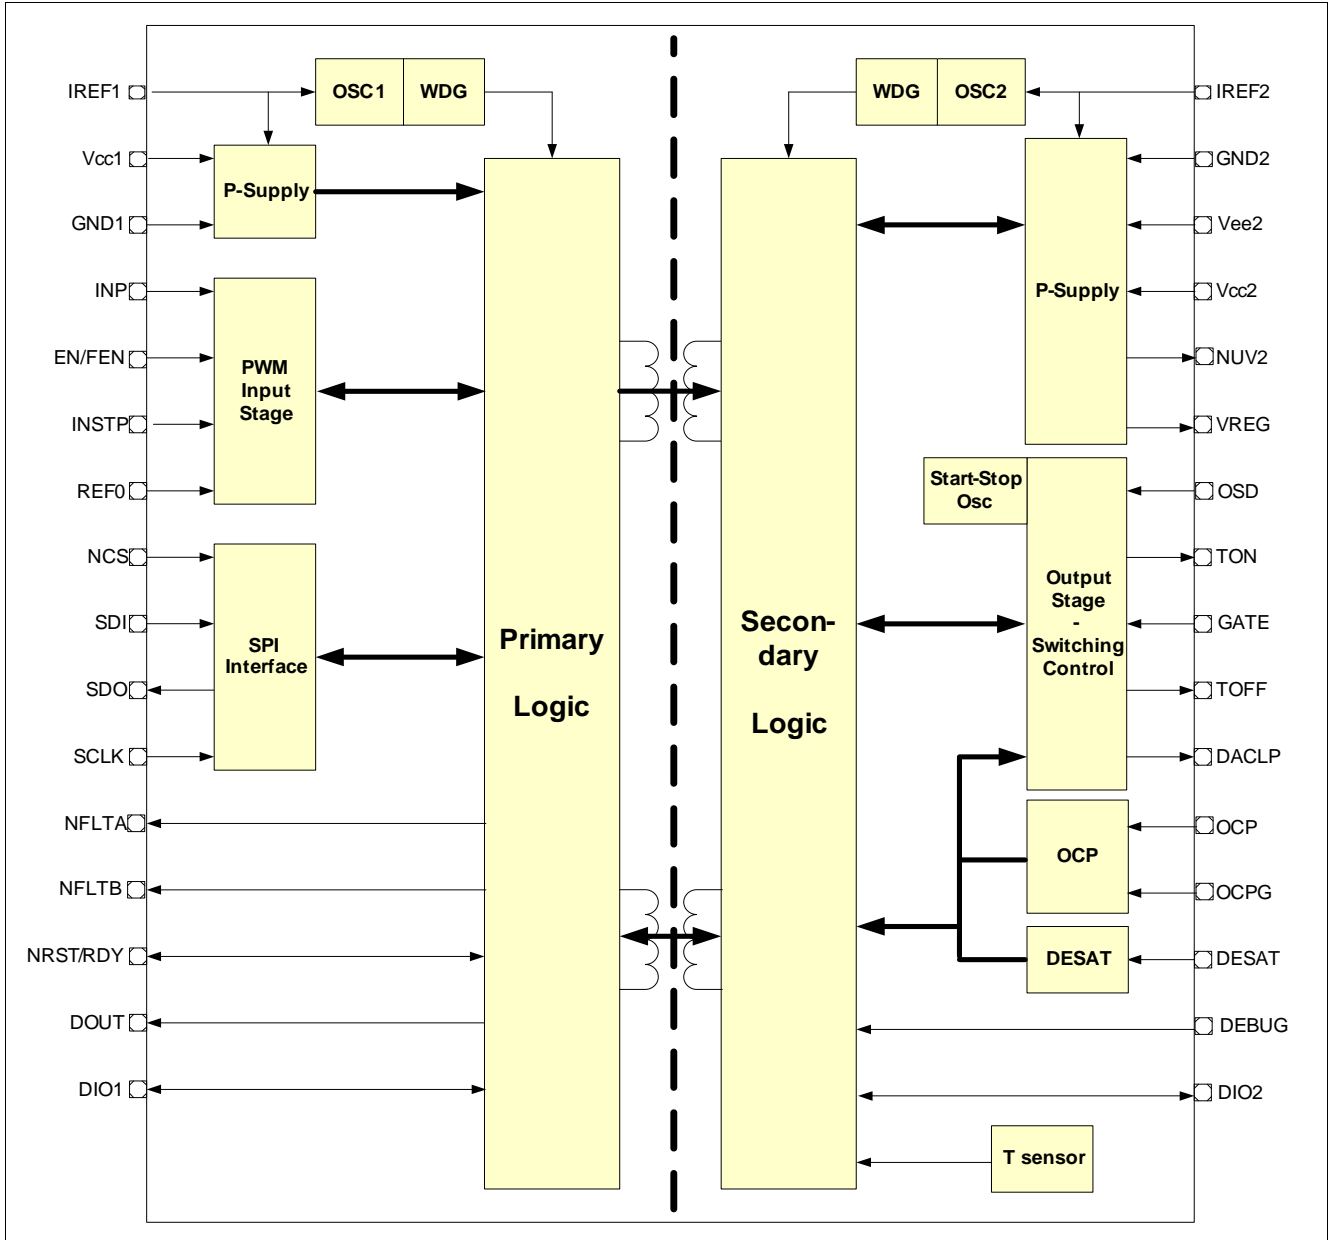 IREF1
Vcc1
GND1
INP
EN/FEN
INSTP
REF0
NCS
SDI
SDO
SCLK
NFLTA
NFLTB
NRST/RDY
DOUT
DIO1
OSC1
WDG
P-Supply
PWM
Input
Stage
SPI
Interface
Primary
Logic
Secon-
dary
Logic
WDG
OSC2
P-Supply
Start-Stop
Osc
Output
Stage
-
Switching
Control
OCP
DESAT
T sensor
IREF2
GND2
Vee2
Vcc2
NUV2
VREG
OSD
TON
GATE
TOFF
DACLP
OCP
OCPG
DESAT
DEBUG
DIO2